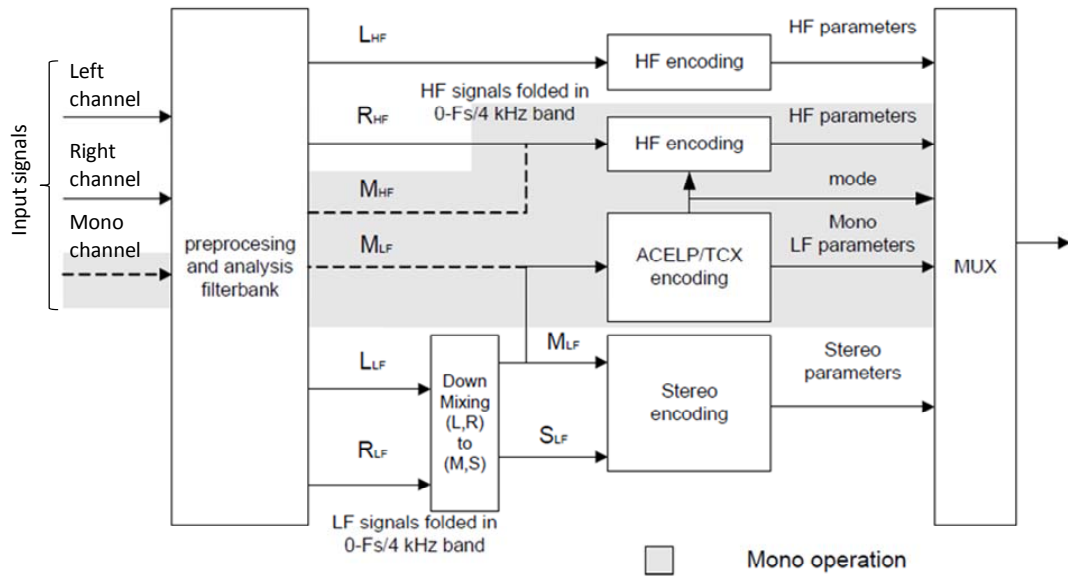 Input signals
Left
channel
Right
channel
Mono
channel
preprocesing
and analysis
filterbank
LHF
HF signals folded in
0-Fs/4 kHz band
RHF
MHF
MLF
LLF
RLF
LF signals folded in
0-Fs/4 kHz band
Down
Mixing
(L,R)
to
(M,S)
MLF
SLF
HF encoding
HF encoding
ACELP/TCX
encoding
Stereo
encoding
HF parameters
HF parameters
mode
Mono
LF parameters
Stereo
parameters
MUX
Mono operation